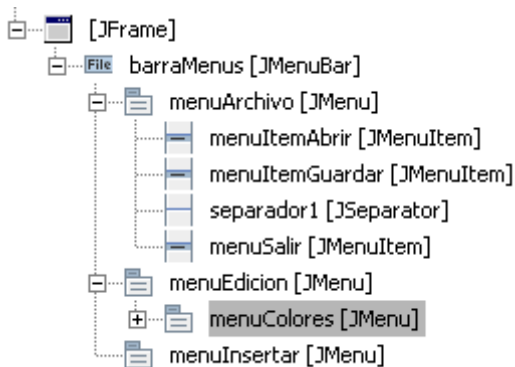 [JFrame]
File barraMenus [JMenuBar]
menuArchivo [JMenu]
menuItemAbrir [JMenuItem]
menuItemGuardar [JMenuItem]
separador1 [JSeparator]
menuSalir [JMenuItem]
menuEdicion [JMenu]
menuColores [JMenu]
menuInsertar [JMenu]